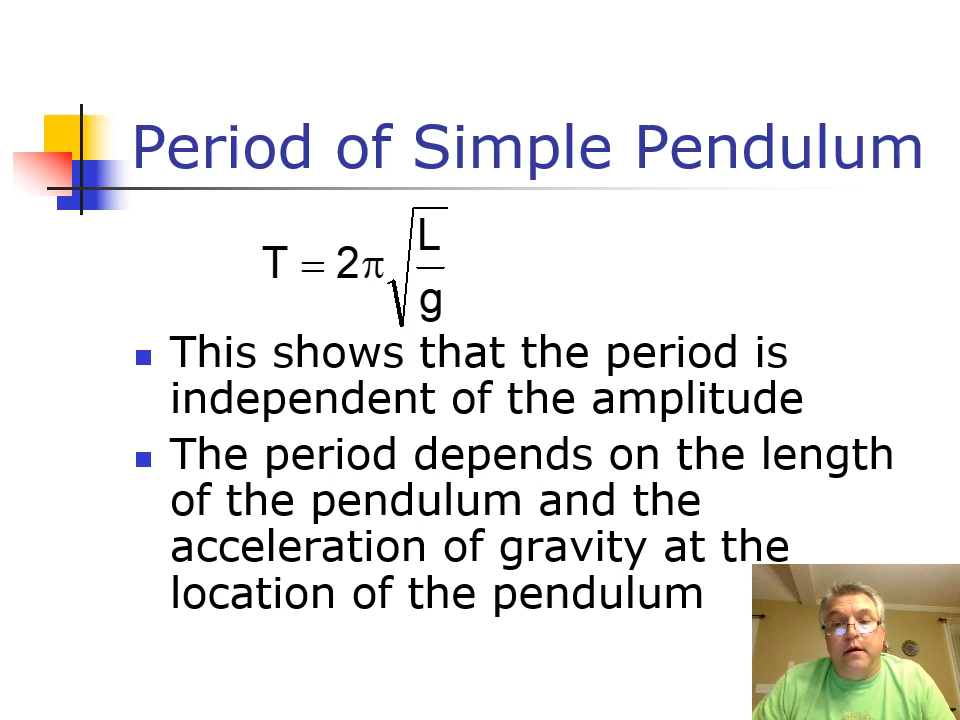 Period of Simple Pendulum
T = 2π√(L/g)
This shows that the period is
independent of the amplitude
The period depends on the length
of the pendulum and the
acceleration of gravity at the
location of the pendulum